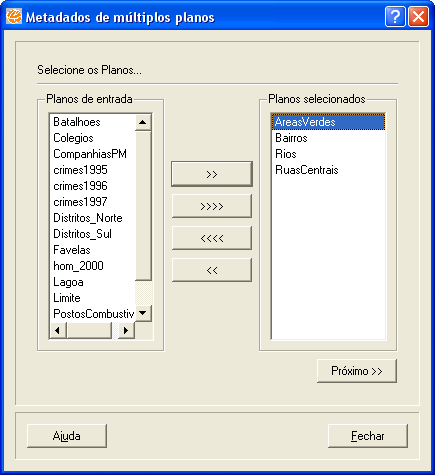 Metadados de múltiplos planos
Selecione os Planos...
Planos de entrada
Batalhoes
Colegios
CompanhiasPM
crimes1995
crimes1996
crimes1997
Distritos_Norte
Distritos_Sul
Favelas
hom_2000
Lagoa
Limite
PostosCombustiv
>>
>>>>
<<<<
<<
Planos selecionados
AreasVerdes
Bairros
Rios
RuasCentrais
Próximo >>
Ajuda
Fechar